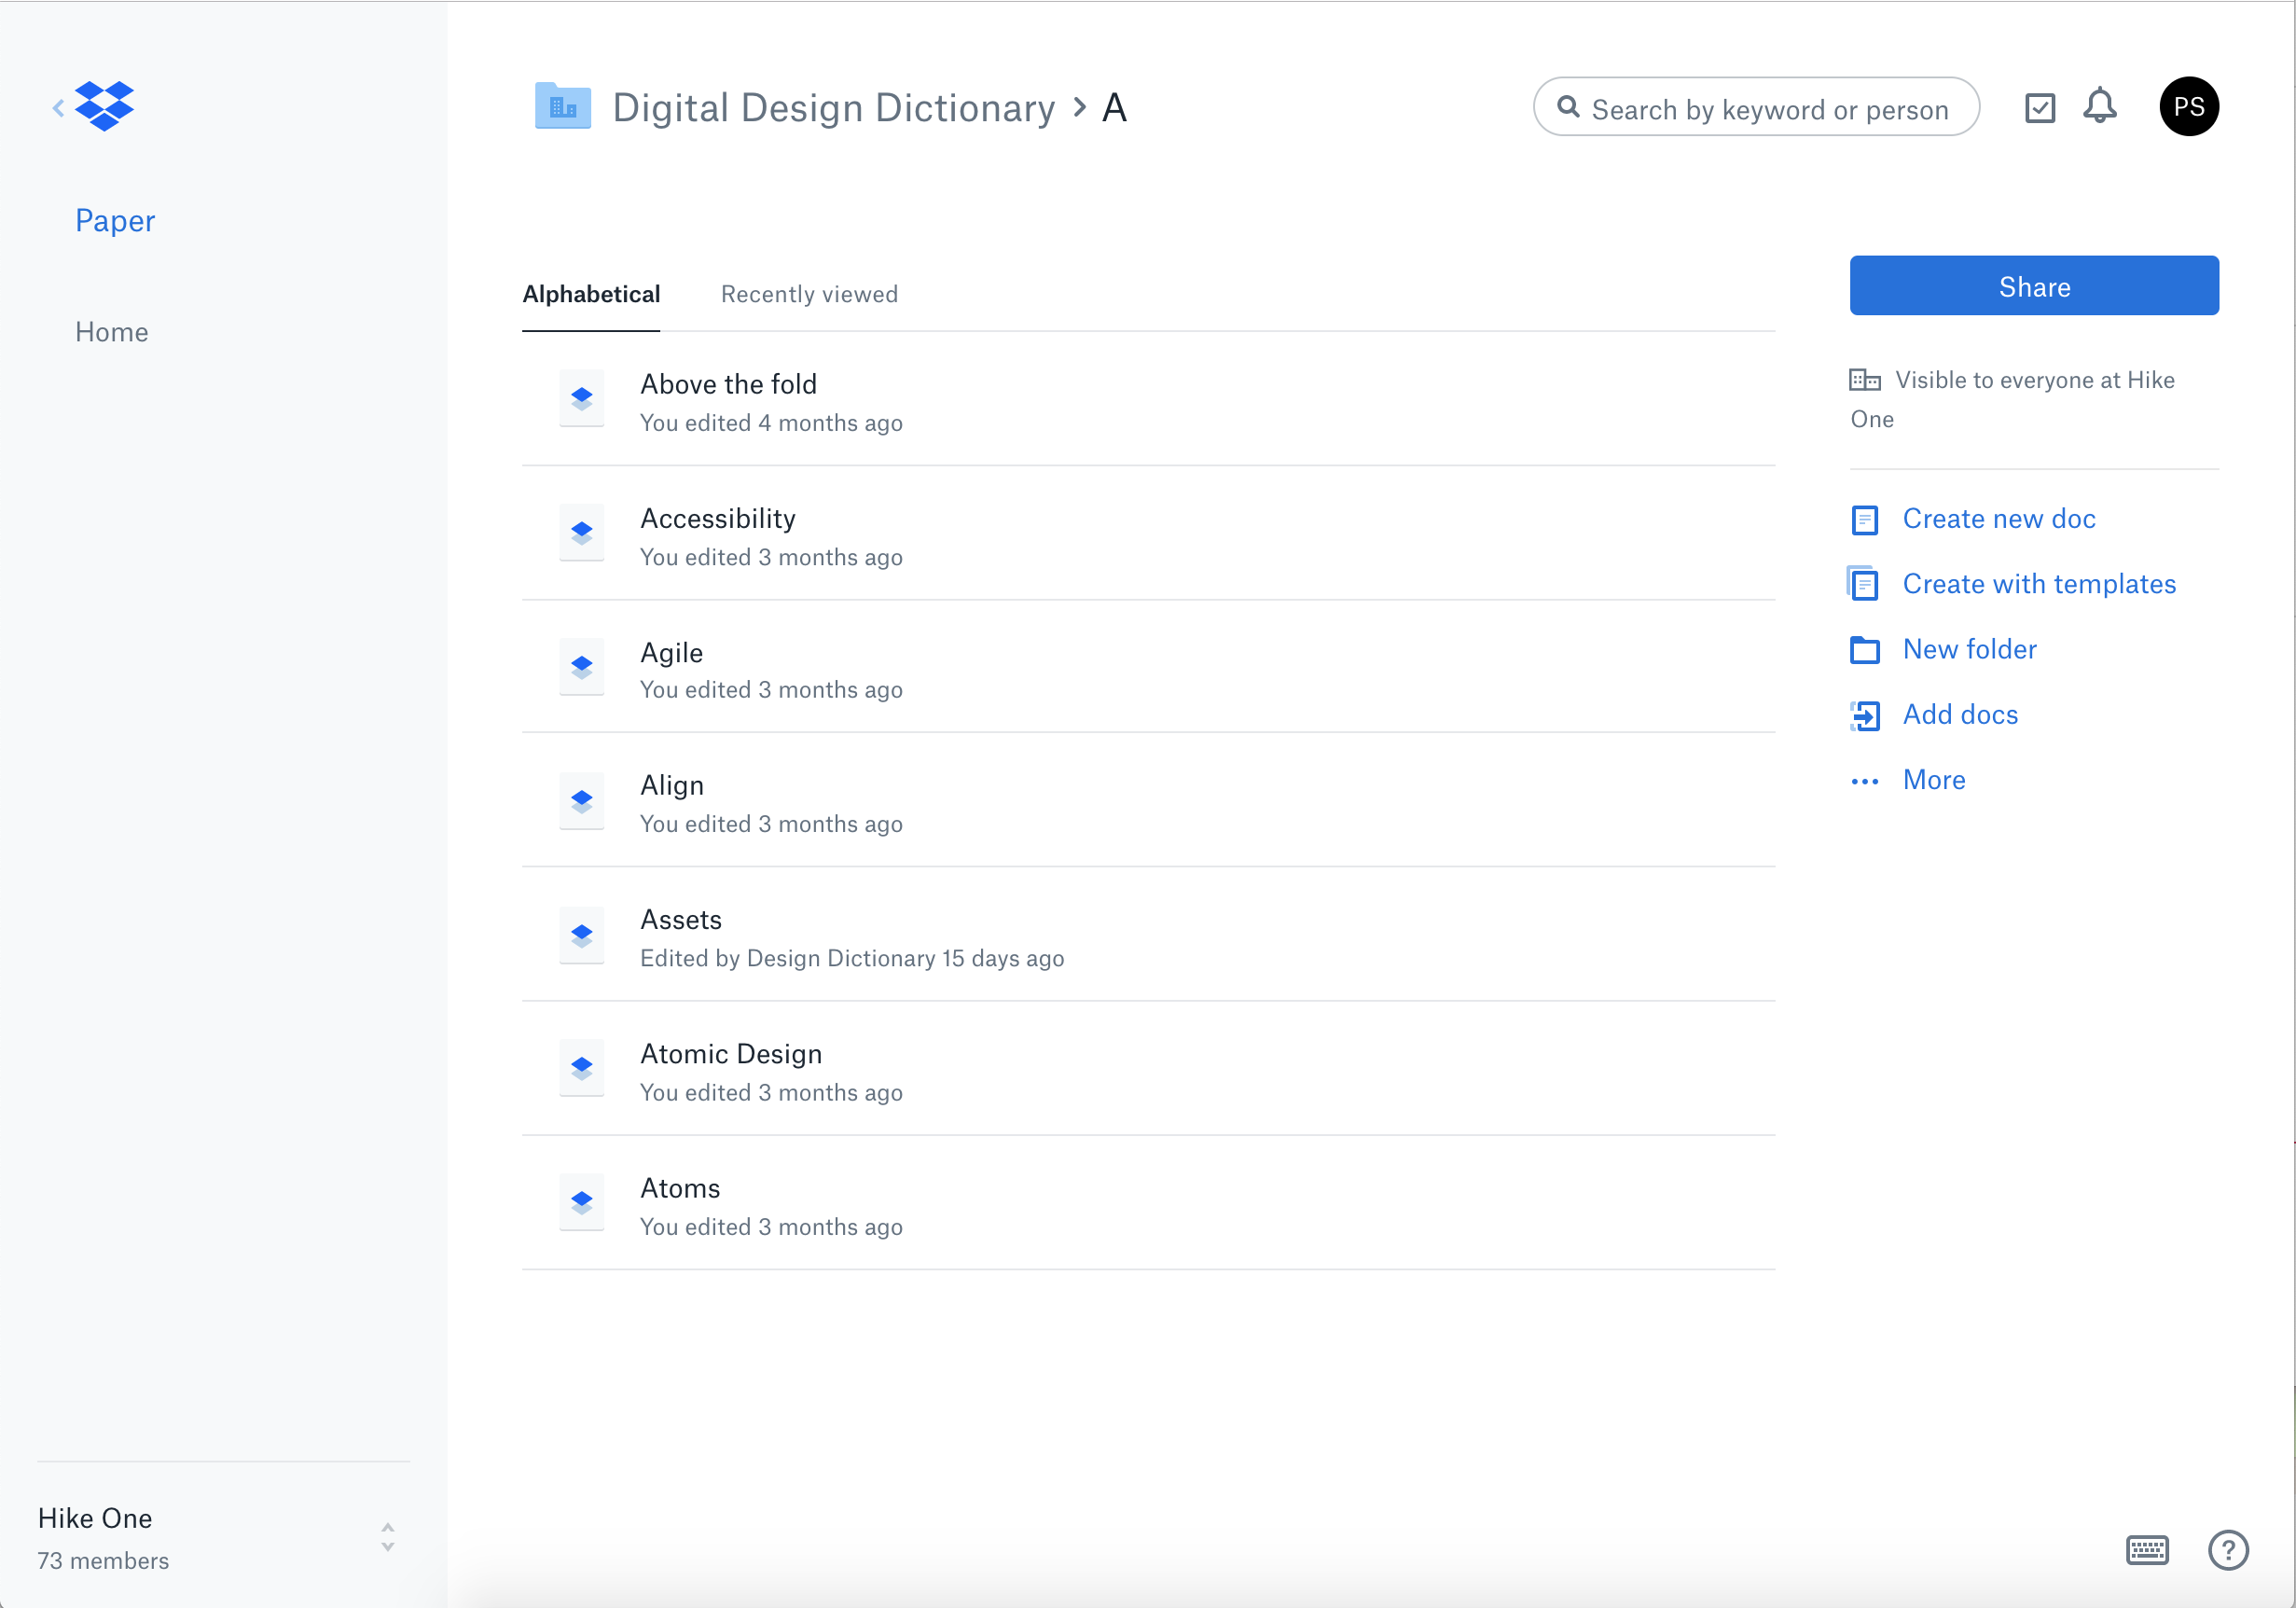 Digital Design Dictionary › A
Search by keyword or person
PS
Paper
Home
Alphabetical
Recently viewed
Above the fold
You edited 4 months ago
Accessibility
You edited 3 months ago
Agile
You edited 3 months ago
Align
You edited 3 months ago
Assets
Edited by Design Dictionary 15 days ago
Atomic Design
You edited 3 months ago
Atoms
You edited 3 months ago
Share
Visible to everyone at Hike
One
Create new doc
Create with templates
New folder
Add docs
More
Hike One
73 members
?